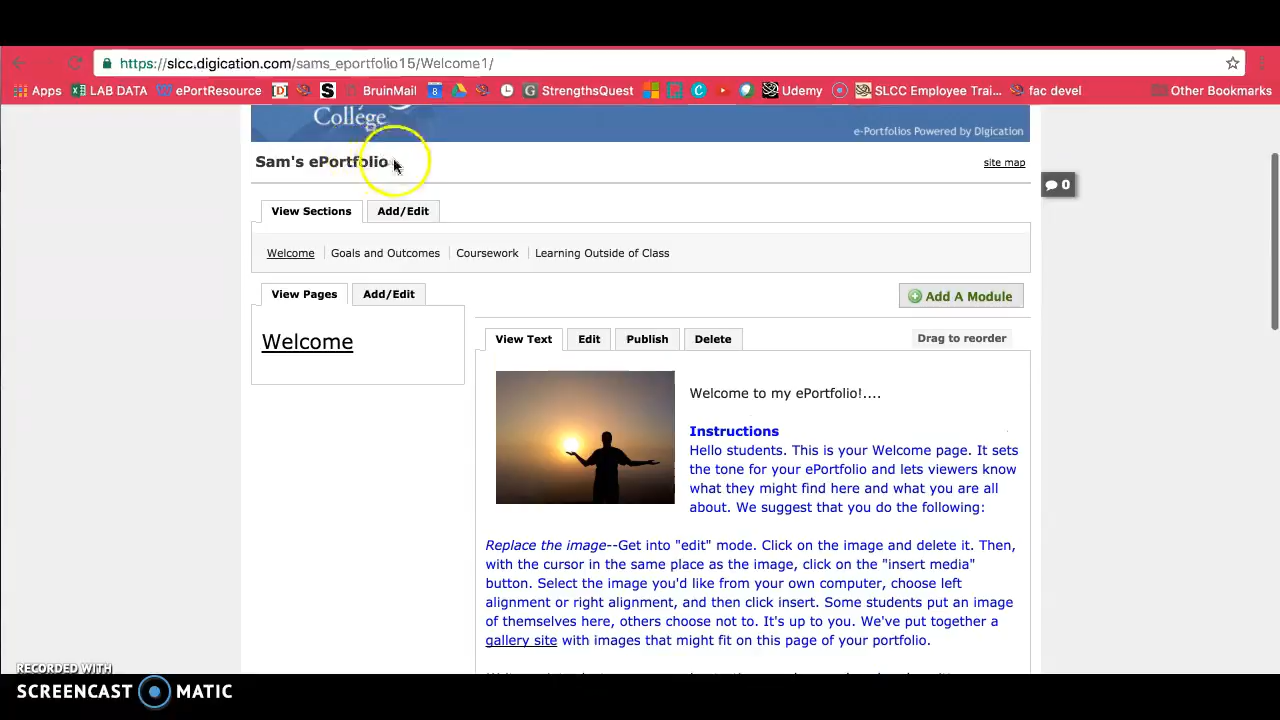 https://slcc.digication.com/sams_eportfolio15/Welcome1/
Apps LAB DATA ePortResource BruinMail StrengthsQuest Udemy SLCC Employee Trai... fac devel Other Bookmarks
College
e-Portfolios Powered by Digication
Sam's ePortfolio
site map
0
View Sections Add/Edit
Welcome Goals and Outcomes Coursework Learning Outside of Class
View Pages Add/Edit
Add A Module
Welcome
View Text Edit Publish Delete Drag to reorder
Welcome to my ePortfolio!....
Instructions
Hello students. This is your Welcome page. It sets
the tone for your ePortfolio and lets viewers know
what they might find here and what you are all
about. We suggest that you do the following:
Replace the image--Get into "edit" mode. Click on the image and delete it. Then,
with the cursor in the same place as the image, click on the "insert media"
button. Select the image you'd like from your own computer, choose left
alignment or right alignment, and then click insert. Some students put an image
of themselves here, others choose not to. It's up to you. We've put together a
gallery site with images that might fit on this page of your portfolio.
RECORDED WITH
SCREENCAST MATIC